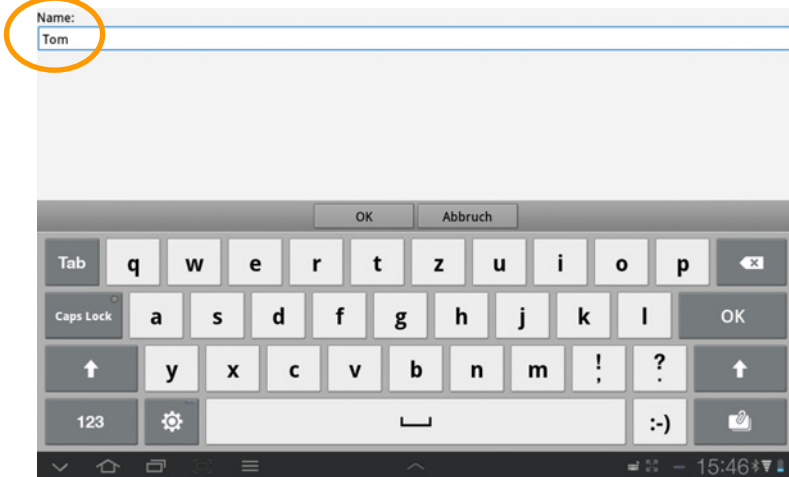 Name:
Tom
OK Abbruch
Tab q w e r t z u i o p
Caps Lock a s d f g h j k l OK
y x c v b n m ! , ? .
123 :-)
15:46